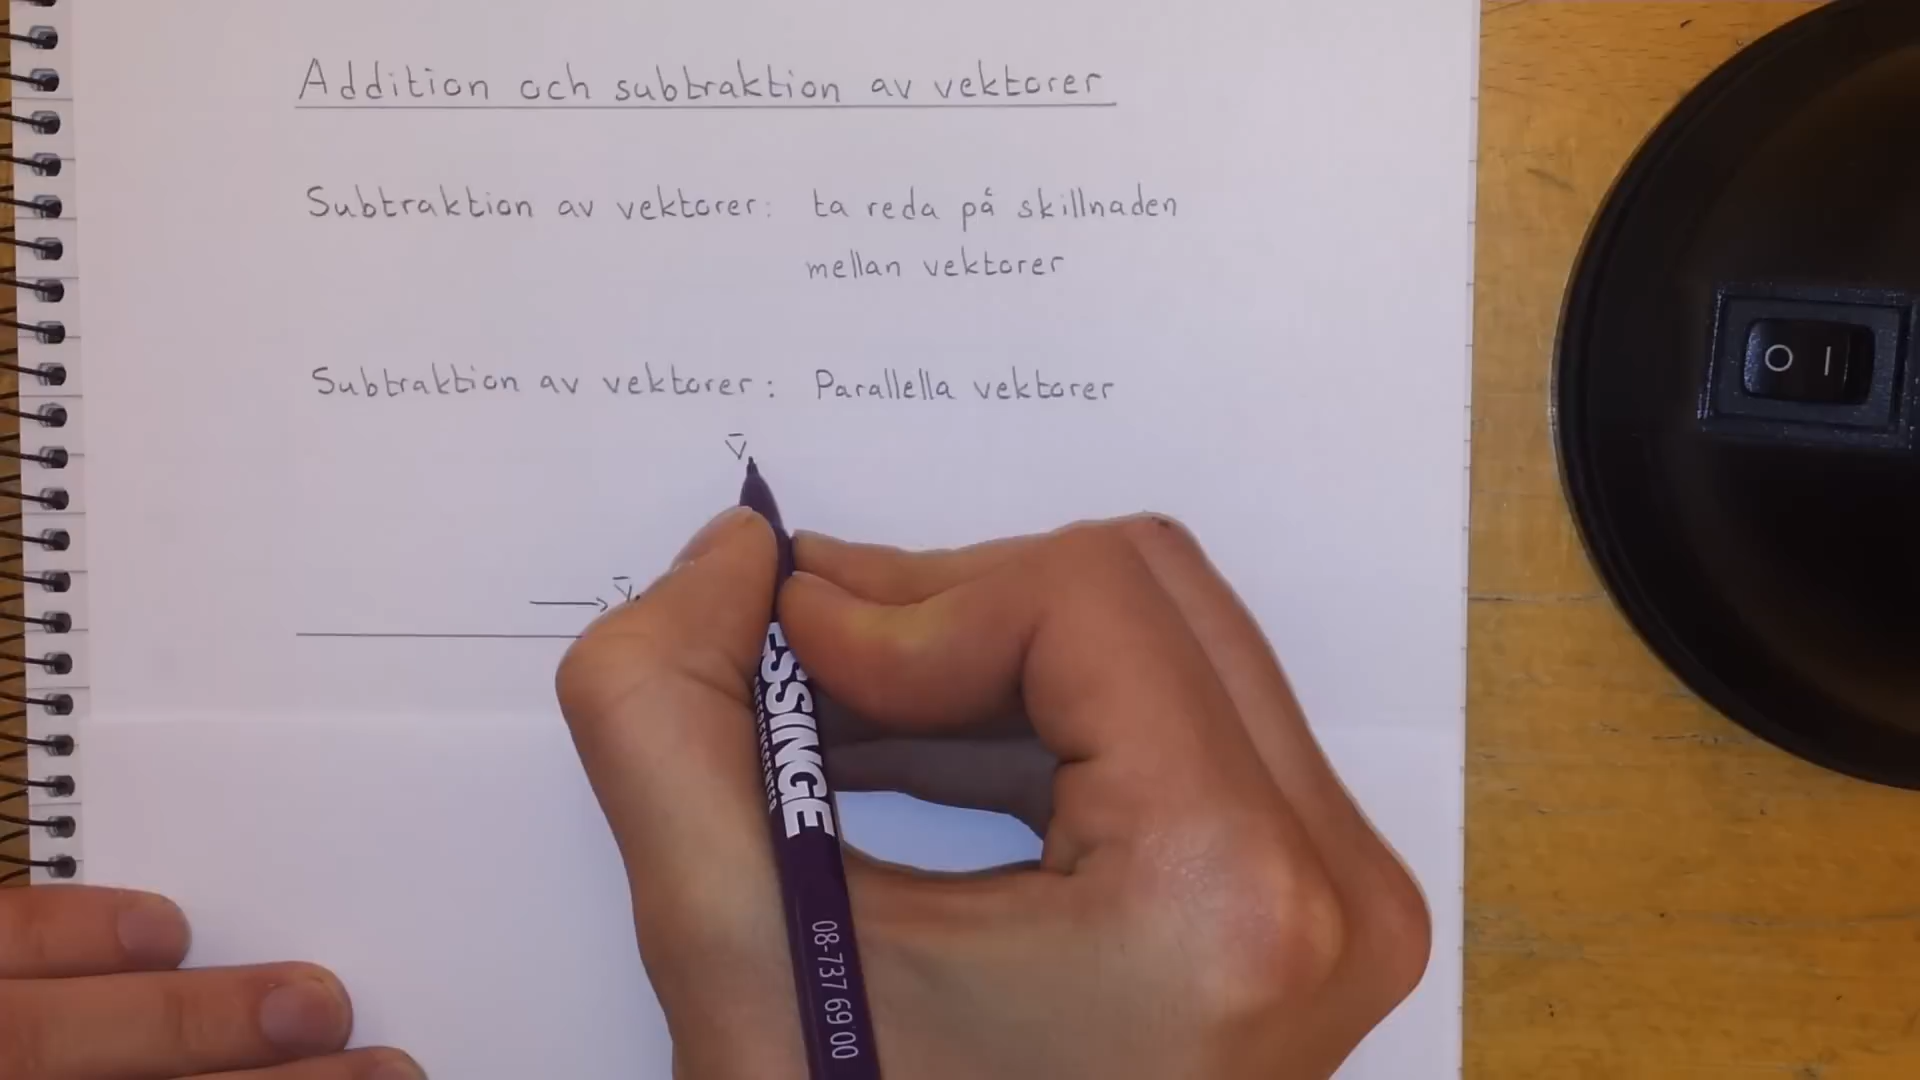 Addition och subtraktion av vektorer
Subtraktion av vektorer: ta reda på skillnaden
mellan vektorer
Subtraktion av vektorer: Parallella vektorer
v̄
v̄
ESSINGE
08-737 69 00
O I